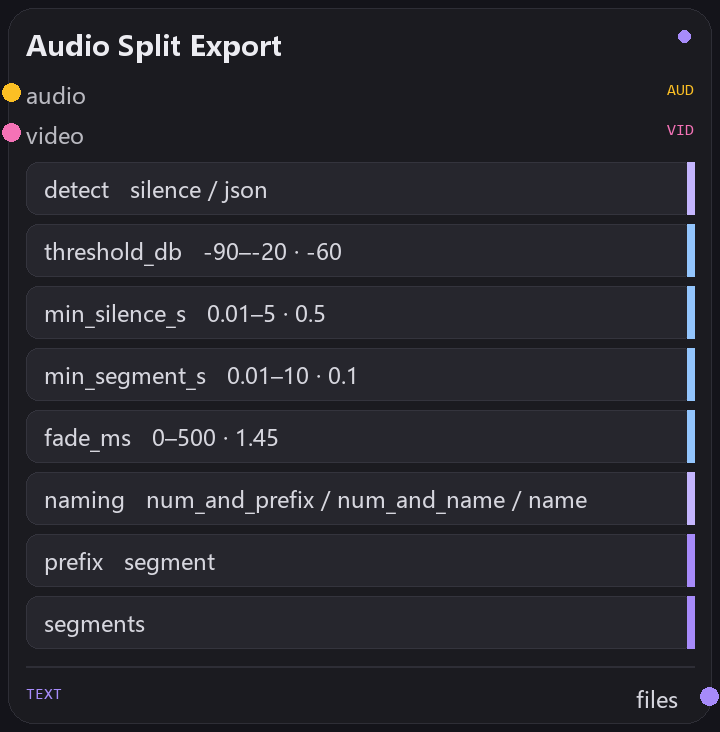 Audio Split Export
audio AUD
video VID
detect silence / json
threshold_db -90–-20 · -60
min_silence_s 0.01–5 · 0.5
min_segment_s 0.01–10 · 0.1
fade_ms 0–500 · 1.45
naming num_and_prefix / num_and_name / name
prefix segment
segments
TEXT files